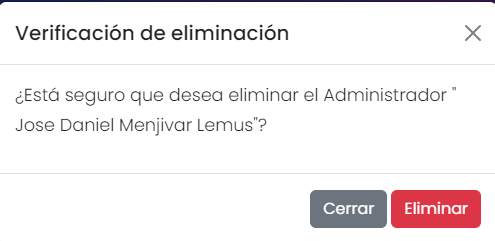 Verificación de eliminación
¿Está seguro que desea eliminar el Administrador "
Jose Daniel Menjivar Lemus"?
Cerrar
Eliminar